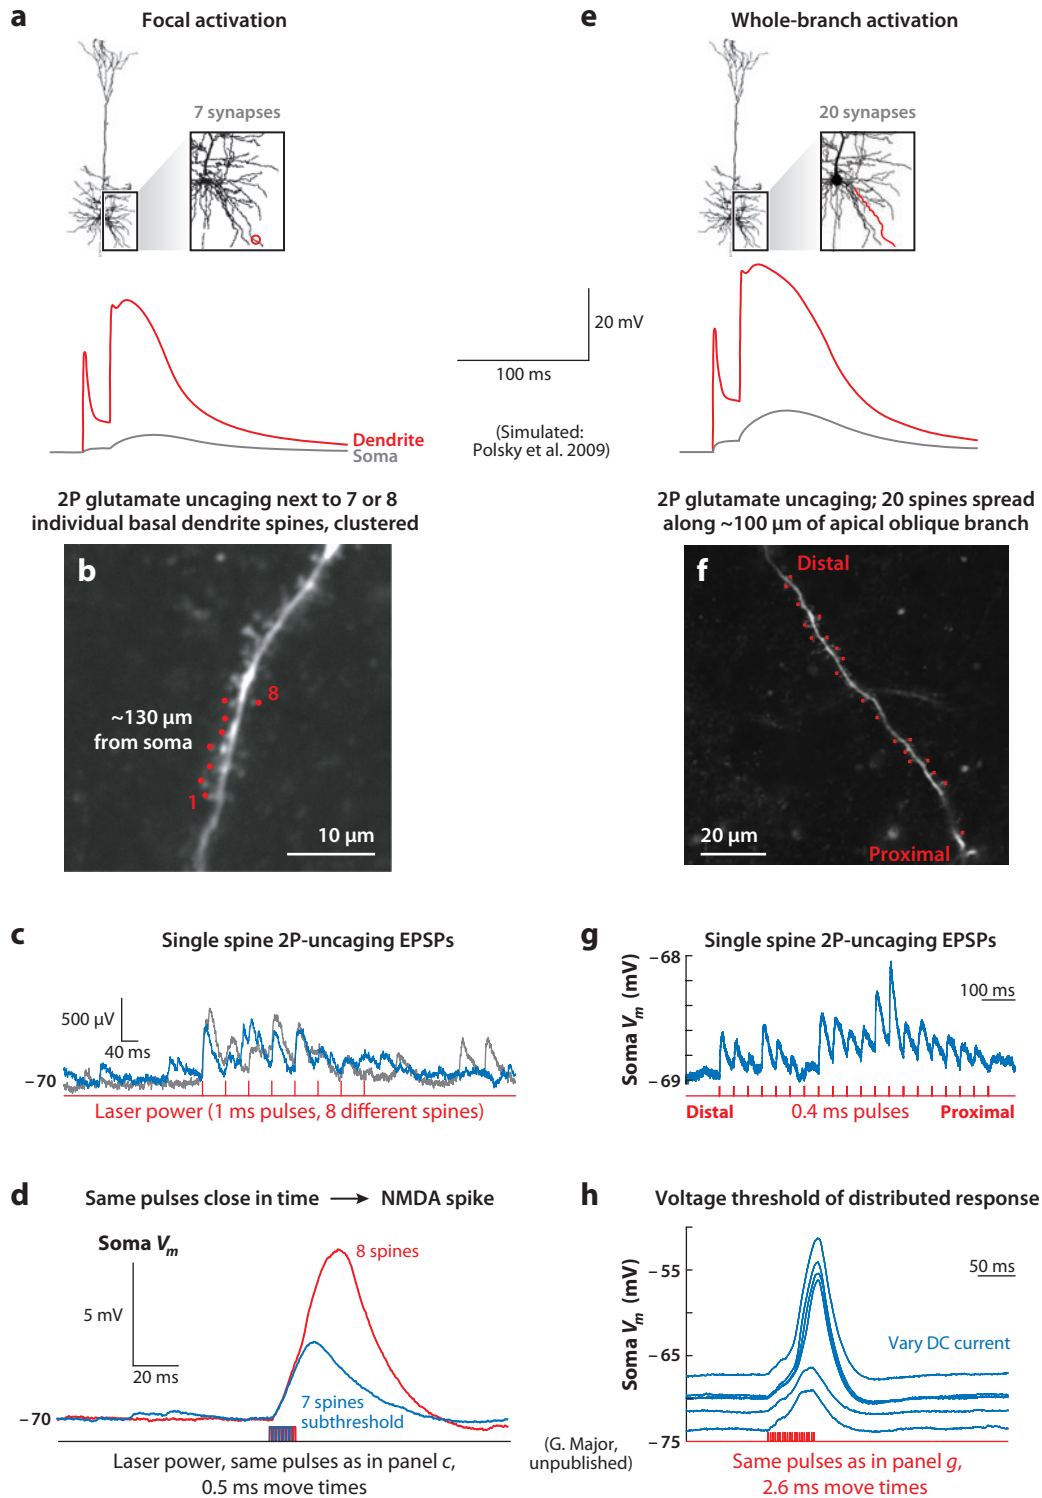 a
Focal activation
7 synapses
Dendrite
Soma
20 mV
100 ms
(Simulated:
Polsky et al. 2009)
e
Whole-branch activation
20 synapses
2P glutamate uncaging next to 7 or 8
individual basal dendrite spines, clustered
b
8
~130 µm
from soma
1
10 µm
2P glutamate uncaging; 20 spines spread
along ~100 µm of apical oblique branch
f
Distal
20 µm
Proximal
c
Single spine 2P-uncaging EPSPs
500 µV
40 ms
–70
Laser power (1 ms pulses, 8 different spines)
g
Single spine 2P-uncaging EPSPs
Soma Vm (mV)
–68
–69
100 ms
Distal
0.4 ms pulses
Proximal
d
Same pulses close in time → NMDA spike
Soma Vm
5 mV
20 ms
8 spines
7 spines
subthreshold
–70
Laser power, same pulses as in panel c,
0.5 ms move times
(G. Major,
unpublished)
h
Voltage threshold of distributed response
Soma Vm (mV)
–55
–65
–75
50 ms
Vary DC current
Same pulses as in panel g,
2.6 ms move times